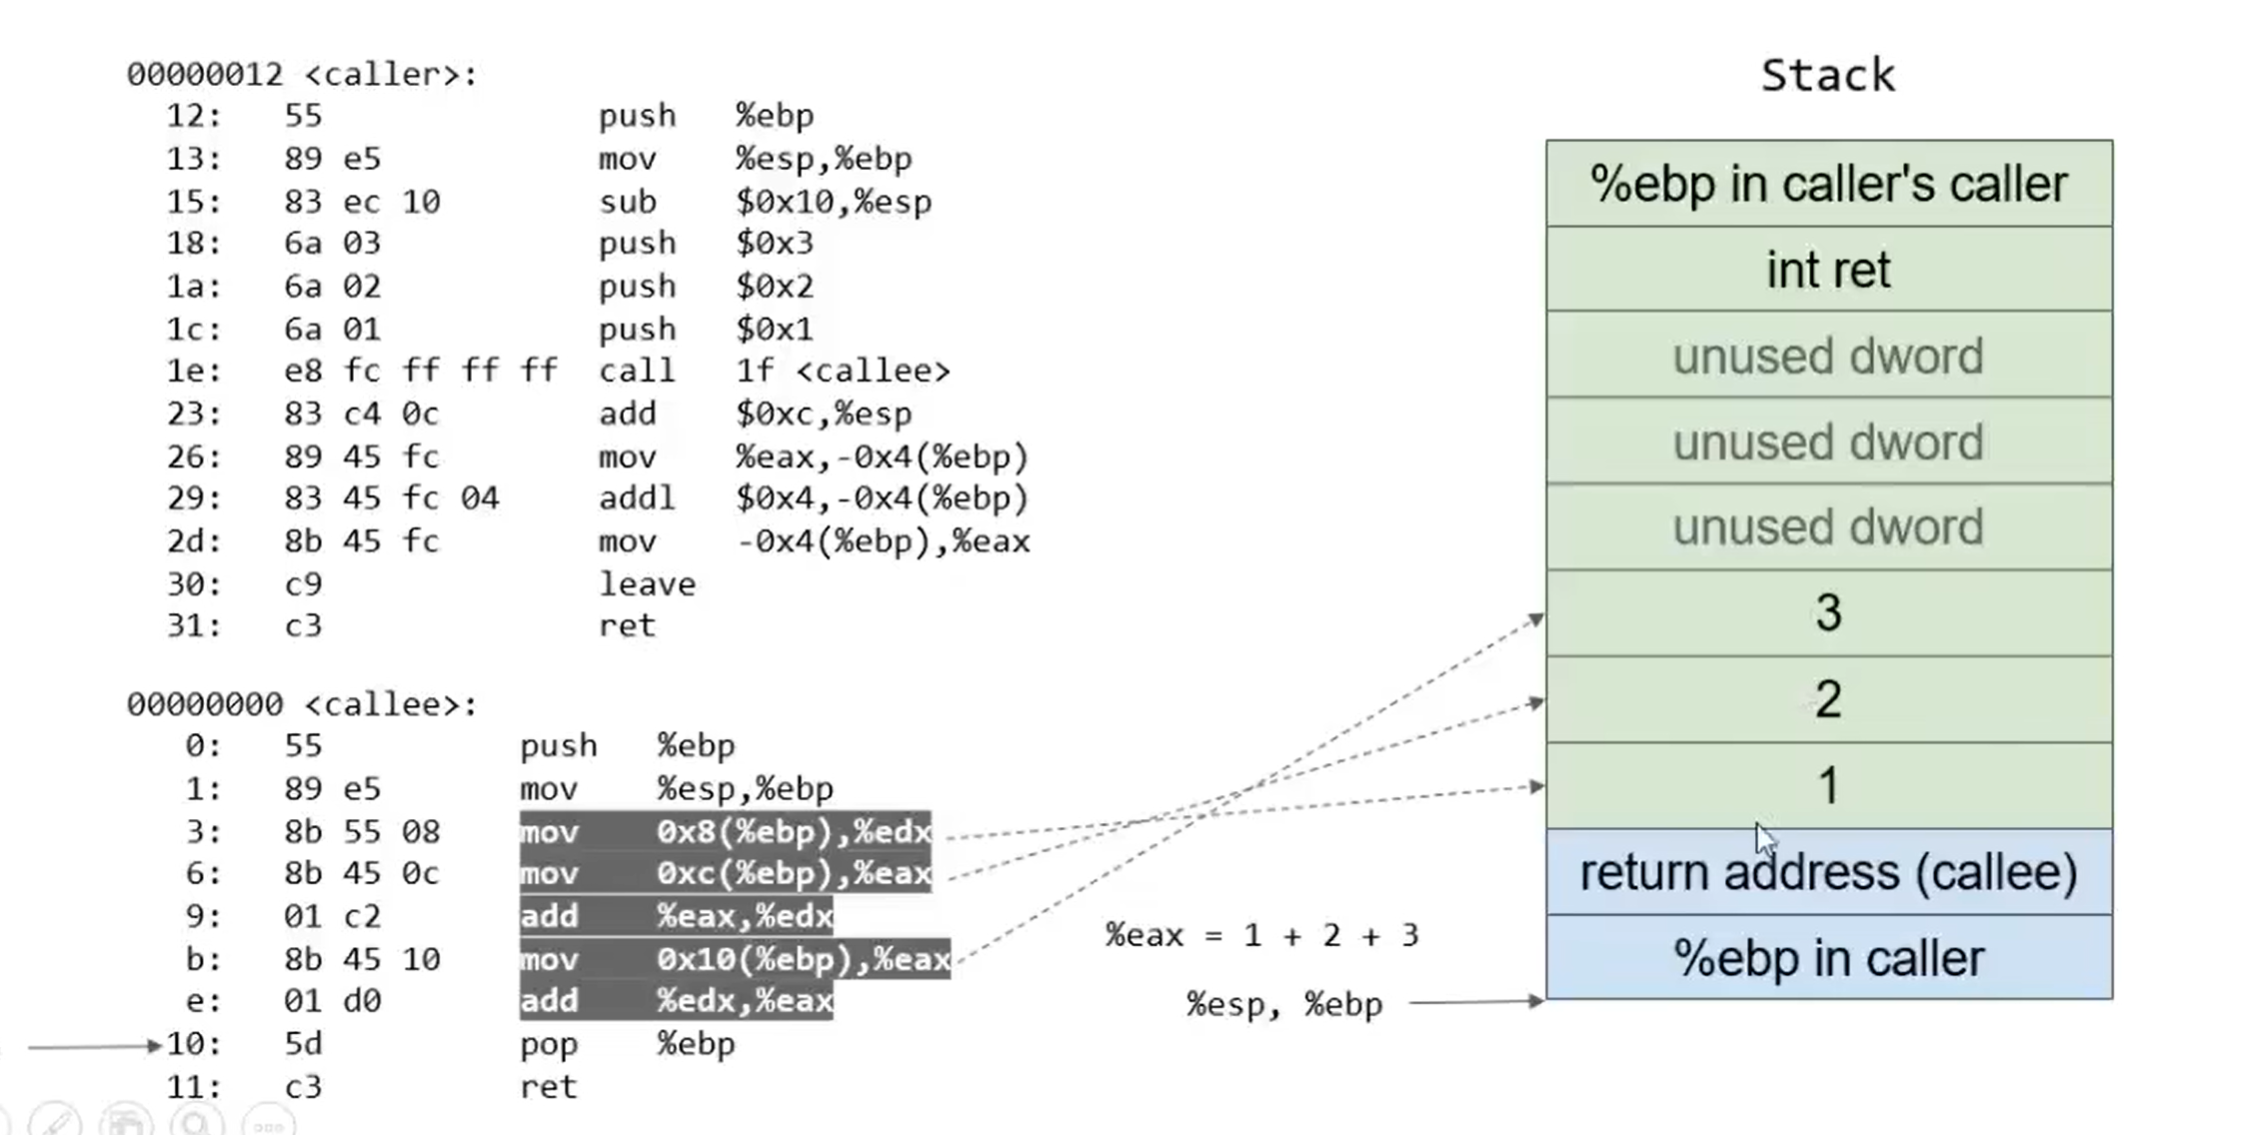 00000012 <caller>:
12: 55 push %ebp
13: 89 e5 mov %esp,%ebp
15: 83 ec 10 sub $0x10,%esp
18: 6a 03 push $0x3
1a: 6a 02 push $0x2
1c: 6a 01 push $0x1
1e: e8 fc ff ff ff call 1f <callee>
23: 83 c4 0c add $0xc,%esp
26: 89 45 fc mov %eax,-0x4(%ebp)
29: 83 45 fc 04 addl $0x4,-0x4(%ebp)
2d: 8b 45 fc mov -0x4(%ebp),%eax
30: c9 leave
31: c3 ret
00000000 <callee>:
0: 55 push %ebp
1: 89 e5 mov %esp,%ebp
3: 8b 55 08 mov 0x8(%ebp),%edx
6: 8b 45 0c mov 0xc(%ebp),%eax
9: 01 c2 add %eax,%edx
b: 8b 45 10 mov 0x10(%ebp),%eax
e: 01 d0 add %edx,%eax
10: 5d pop %ebp
11: c3 ret
%eax = 1 + 2 + 3
%esp, %ebp
Stack
%ebp in caller's caller
int ret
unused dword
unused dword
unused dword
3
2
1
return address (callee)
%ebp in caller